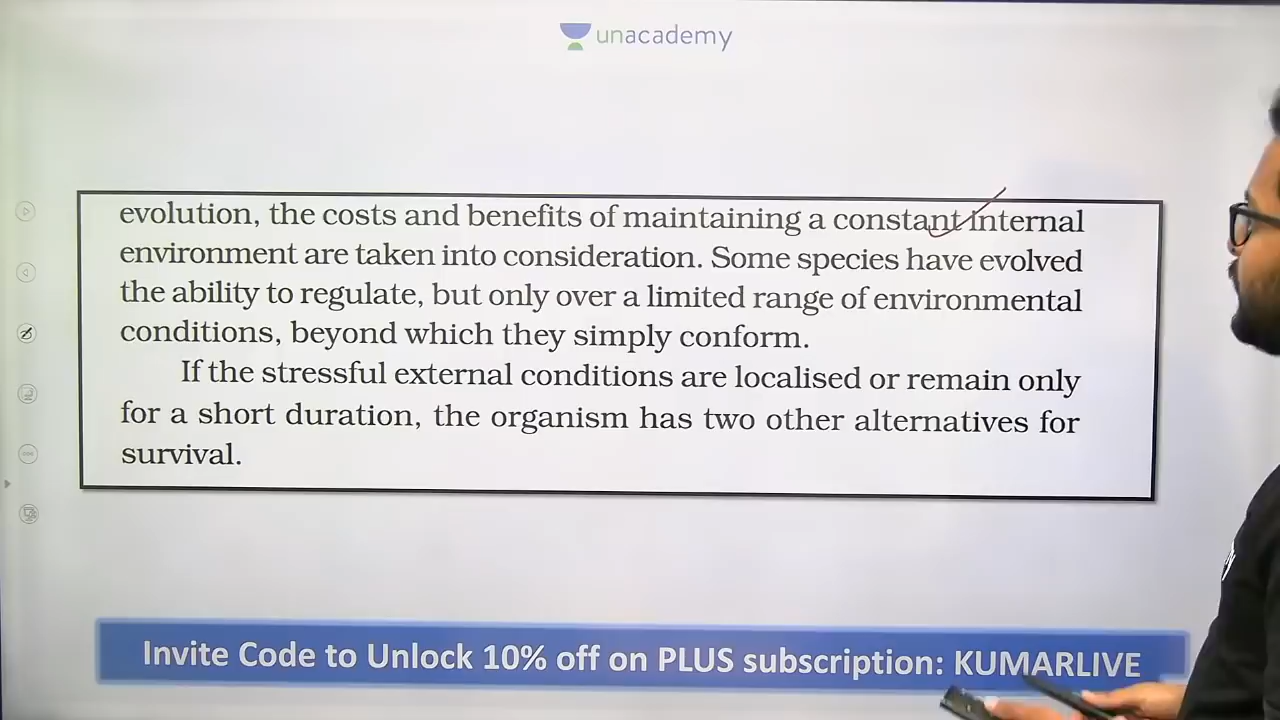 unacademy
evolution, the costs and benefits of maintaining a constant internal
environment are taken into consideration. Some species have evolved
the ability to regulate, but only over a limited range of environmental
conditions, beyond which they simply conform.
If the stressful external conditions are localised or remain only
for a short duration, the organism has two other alternatives for
survival.
Invite Code to Unlock 10% off on PLUS subscription: KUMARLIVE